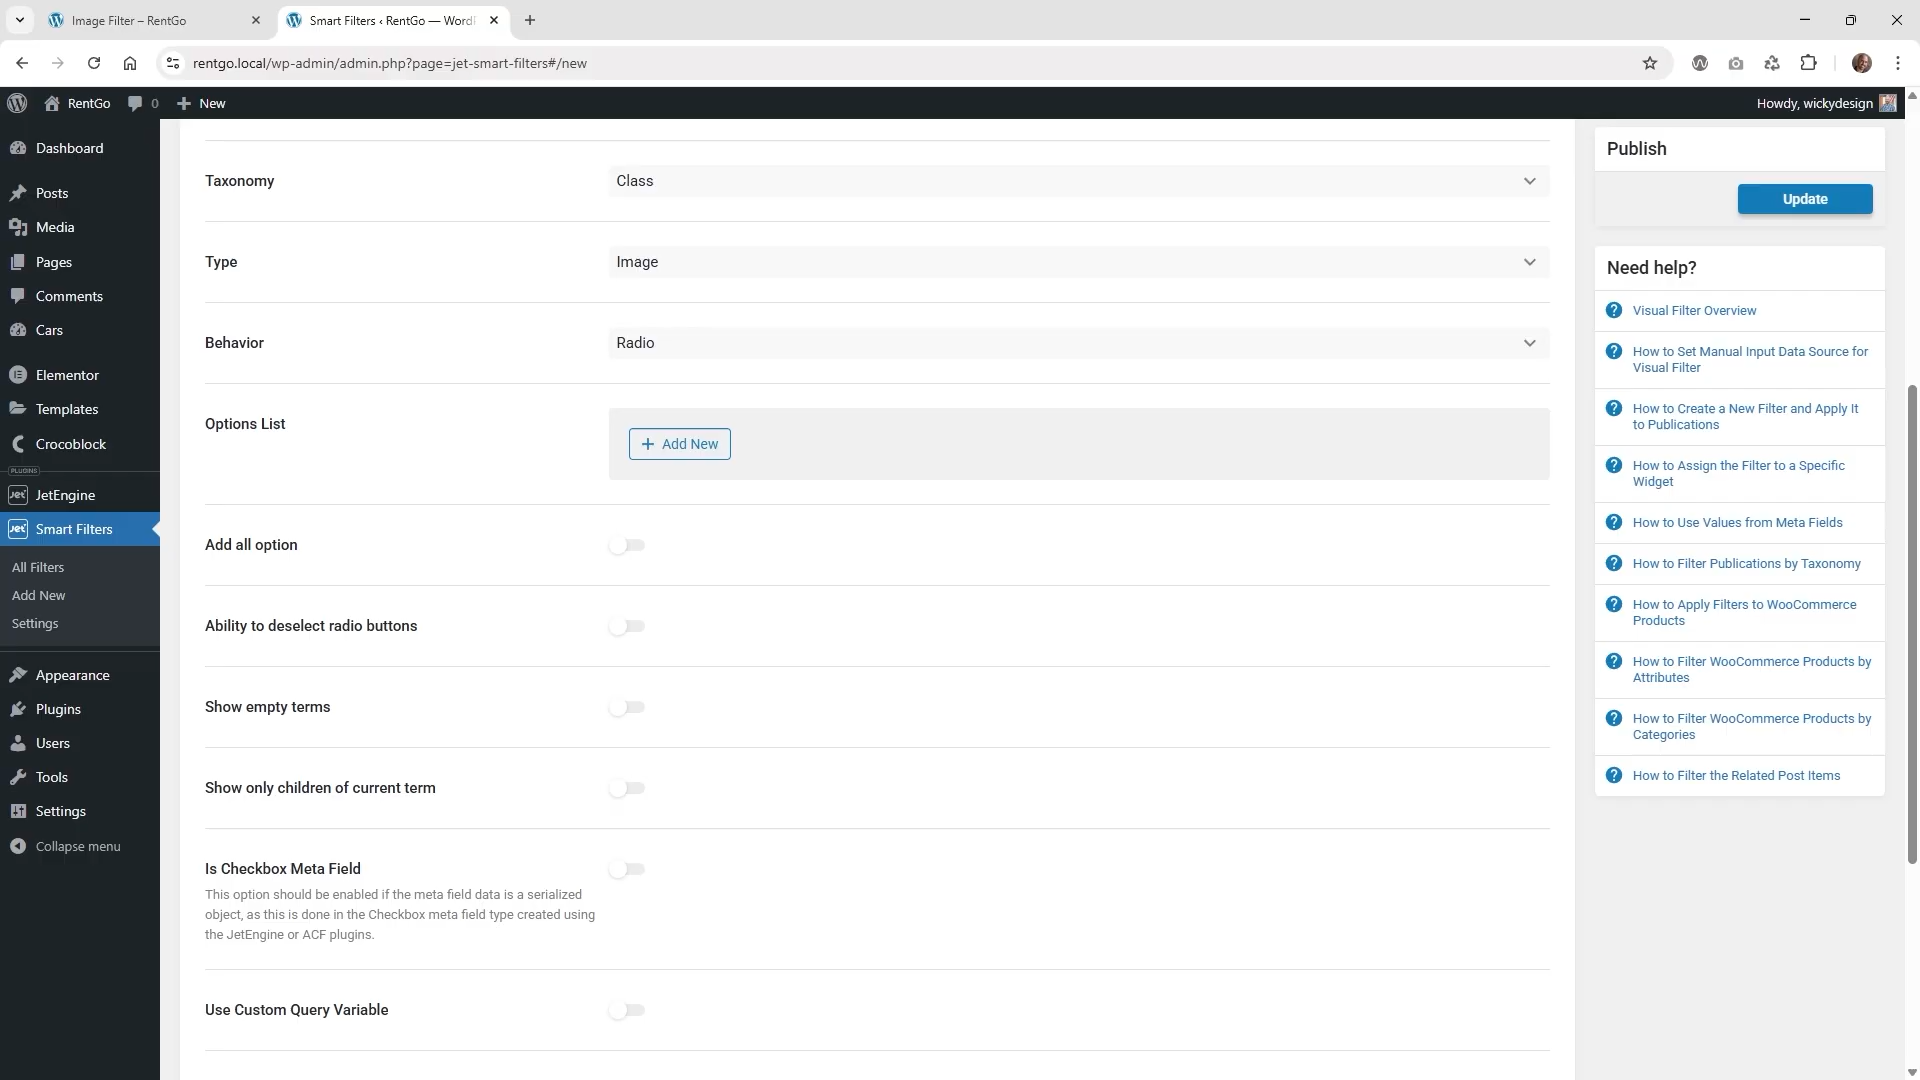 Image Filter – RentGo
Smart Filters ‹ RentGo — Word
rentgo.local/wp-admin/admin.php?page=jet-smart-filters#/new
RentGo
0
New
Howdy, wickydesign
Dashboard
Posts
Media
Pages
Comments
Cars
Elementor
Templates
Crocoblock
PLUGINS
Jet
JetEngine
Jet
Smart Filters
All Filters
Add New
Settings
Appearance
Plugins
Users
Tools
Settings
Collapse menu
Taxonomy
Class
Type
Image
Behavior
Radio
Options List
+ Add New
Add all option
Ability to deselect radio buttons
Show empty terms
Show only children of current term
Is Checkbox Meta Field
This option should be enabled if the meta field data is a serialized
object, as this is done in the Checkbox meta field type created using
the JetEngine or ACF plugins.
Use Custom Query Variable
Publish
Update
Need help?
Visual Filter Overview
How to Set Manual Input Data Source for
Visual Filter
How to Create a New Filter and Apply It
to Publications
How to Assign the Filter to a Specific
Widget
How to Use Values from Meta Fields
How to Filter Publications by Taxonomy
How to Apply Filters to WooCommerce
Products
How to Filter WooCommerce Products by
Attributes
How to Filter WooCommerce Products by
Categories
How to Filter the Related Post Items